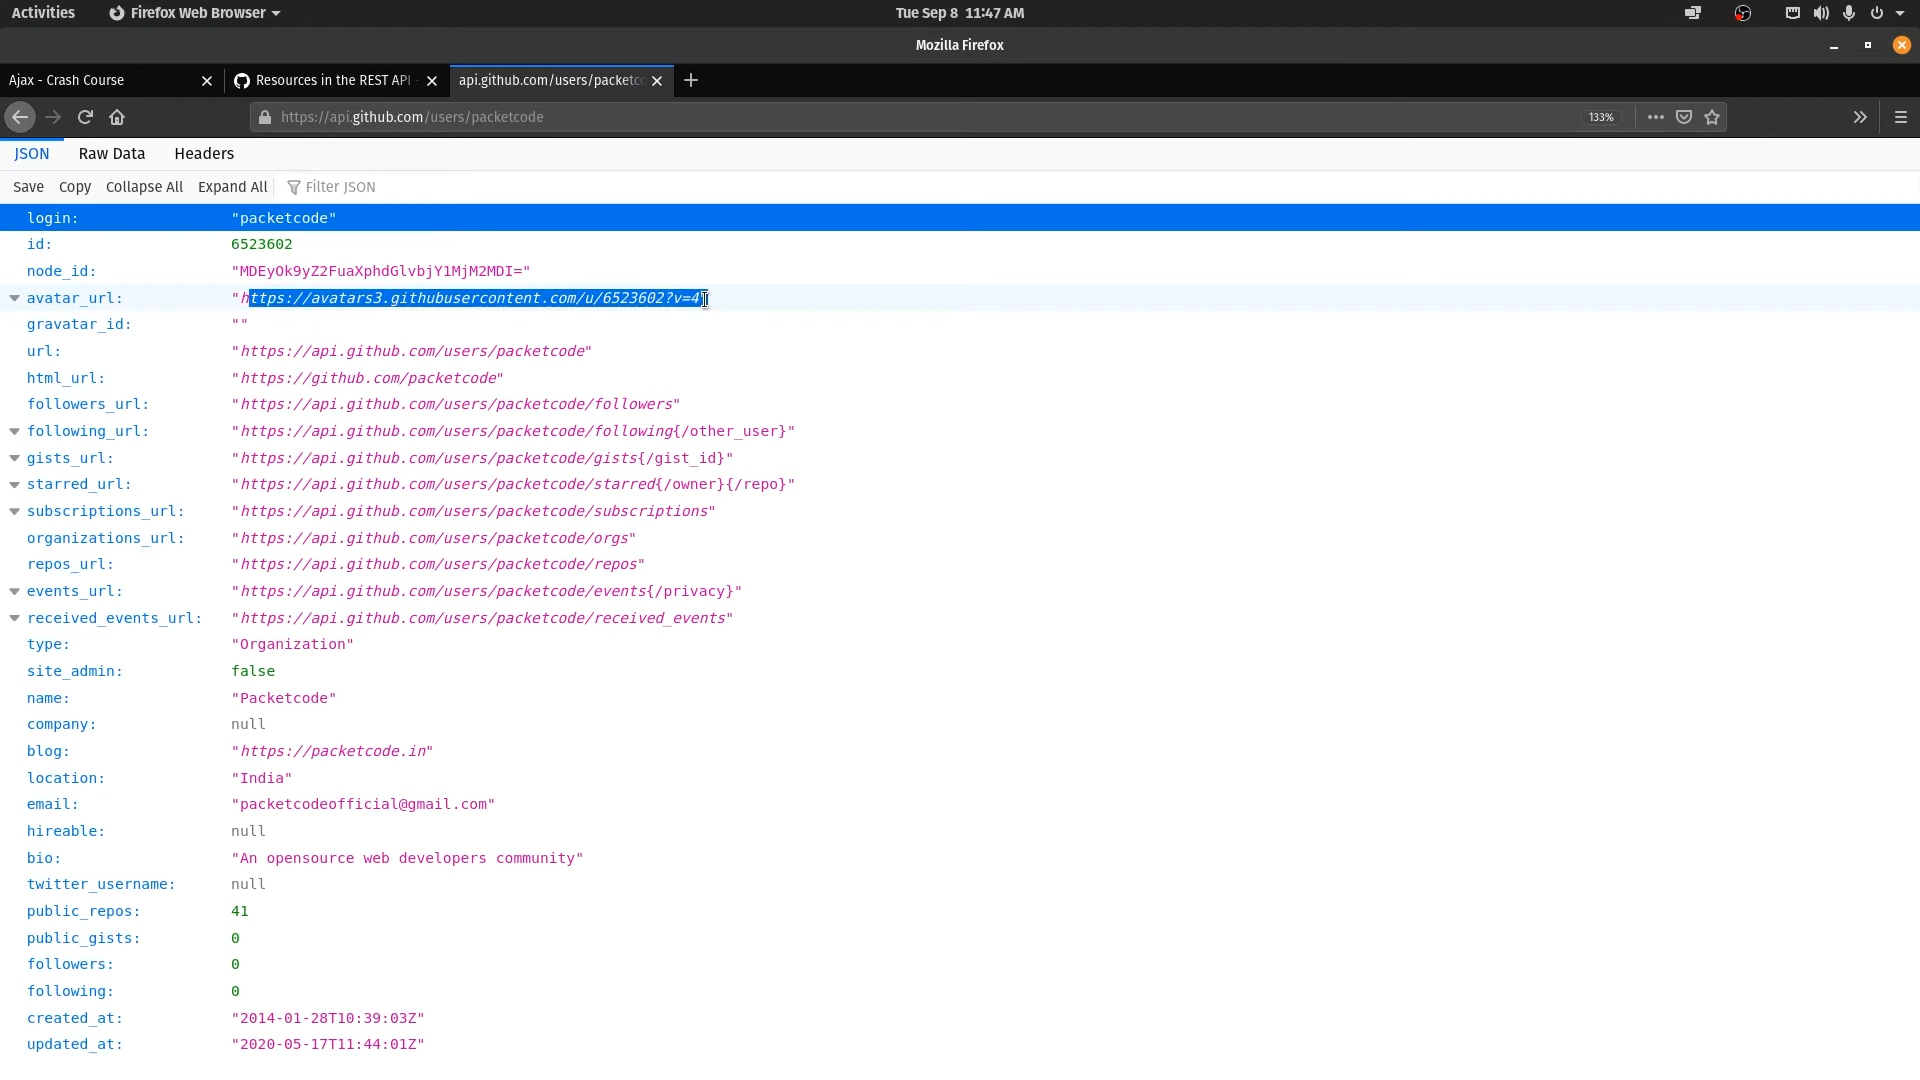 Activities Firefox Web Browser Tue Sep 8 11:47 AM
Mozilla Firefox
Ajax - Crash Course Resources in the REST API - api.github.com/users/packetco
https://api.github.com/users/packetcode 133%
JSON Raw Data Headers
Save Copy Collapse All Expand All Filter JSON
login: "packetcode"
id: 6523602
node_id: "MDEyOk9yZ2FuaXphdGlvbjY1MjM2MDI="
avatar_url: "https://avatars3.githubusercontent.com/u/6523602?v=4"
gravatar_id: ""
url: "https://api.github.com/users/packetcode"
html_url: "https://github.com/packetcode"
followers_url: "https://api.github.com/users/packetcode/followers"
following_url: "https://api.github.com/users/packetcode/following{/other_user}"
gists_url: "https://api.github.com/users/packetcode/gists{/gist_id}"
starred_url: "https://api.github.com/users/packetcode/starred{/owner}{/repo}"
subscriptions_url: "https://api.github.com/users/packetcode/subscriptions"
organizations_url: "https://api.github.com/users/packetcode/orgs"
repos_url: "https://api.github.com/users/packetcode/repos"
events_url: "https://api.github.com/users/packetcode/events{/privacy}"
received_events_url: "https://api.github.com/users/packetcode/received_events"
type: "Organization"
site_admin: false
name: "Packetcode"
company: null
blog: "https://packetcode.in"
location: "India"
email: "packetcodeofficial@gmail.com"
hireable: null
bio: "An opensource web developers community"
twitter_username: null
public_repos: 41
public_gists: 0
followers: 0
following: 0
created_at: "2014-01-28T10:39:03Z"
updated_at: "2020-05-17T11:44:01Z"